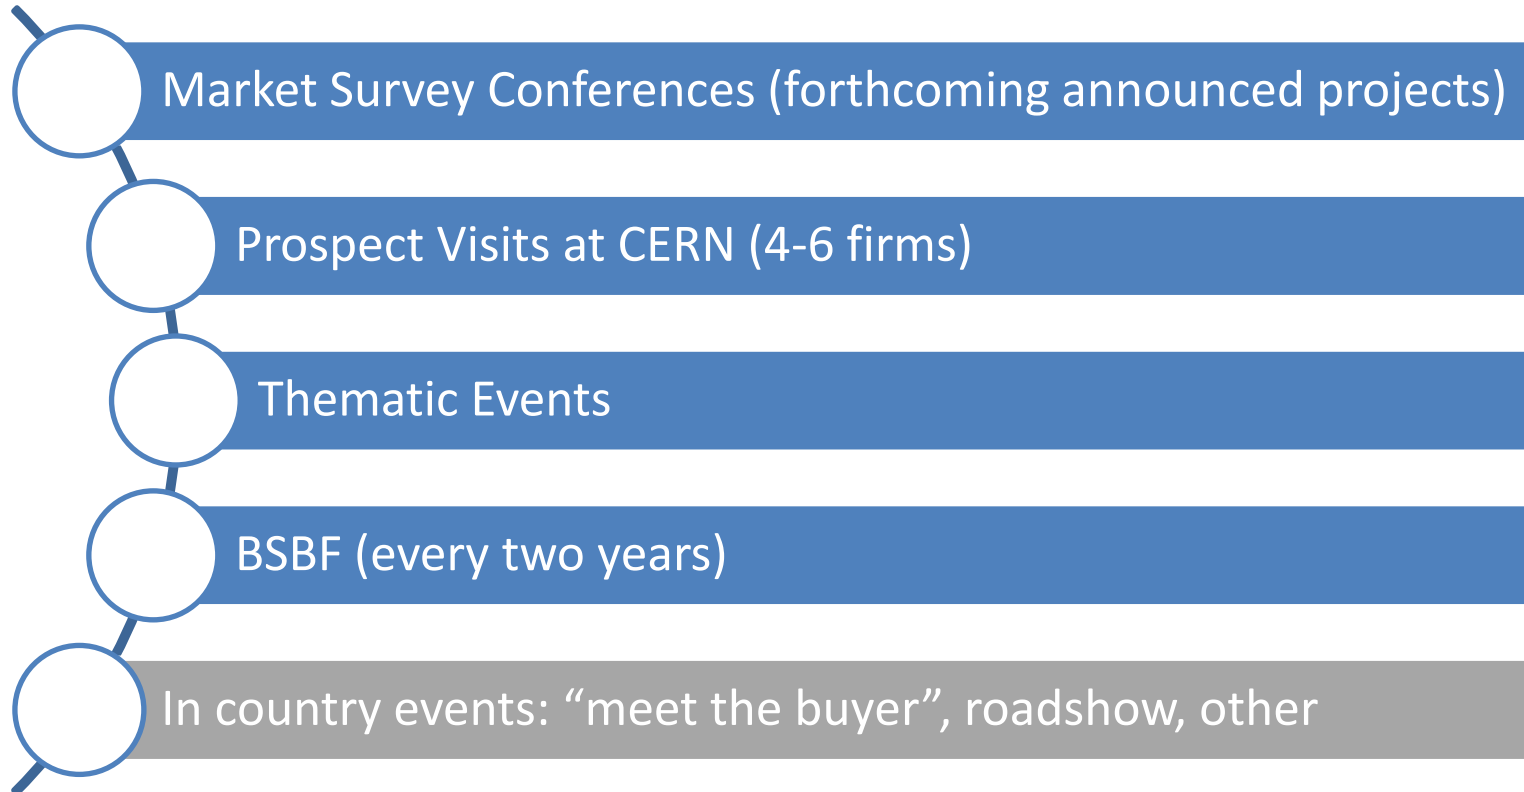 Market Survey Conferences (forthcoming announced projects)
Prospect Visits at CERN (4-6 firms)
Thematic Events
BSBF (every two years)
In country events: “meet the buyer”, roadshow, other